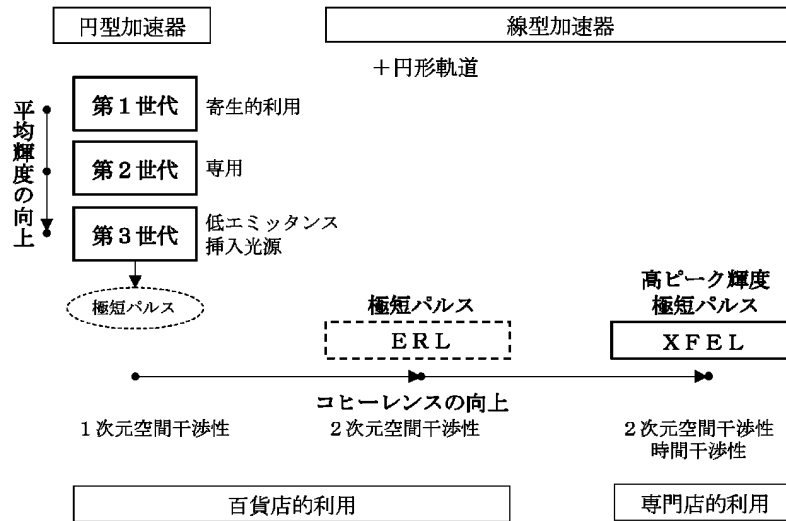 円型加速器
線型加速器
+円形軌道
平均輝度の向上
第1世代
寄生的利用
第2世代
専用
第3世代
低エミッタンス
挿入光源
極短パルス
極短パルス
ERL
高ピーク輝度
極短パルス
XFEL
コヒーレンスの向上
1次元空間干渉性
2次元空間干渉性
2次元空間干渉性
時間干渉性
百貨店的利用
専門店的利用